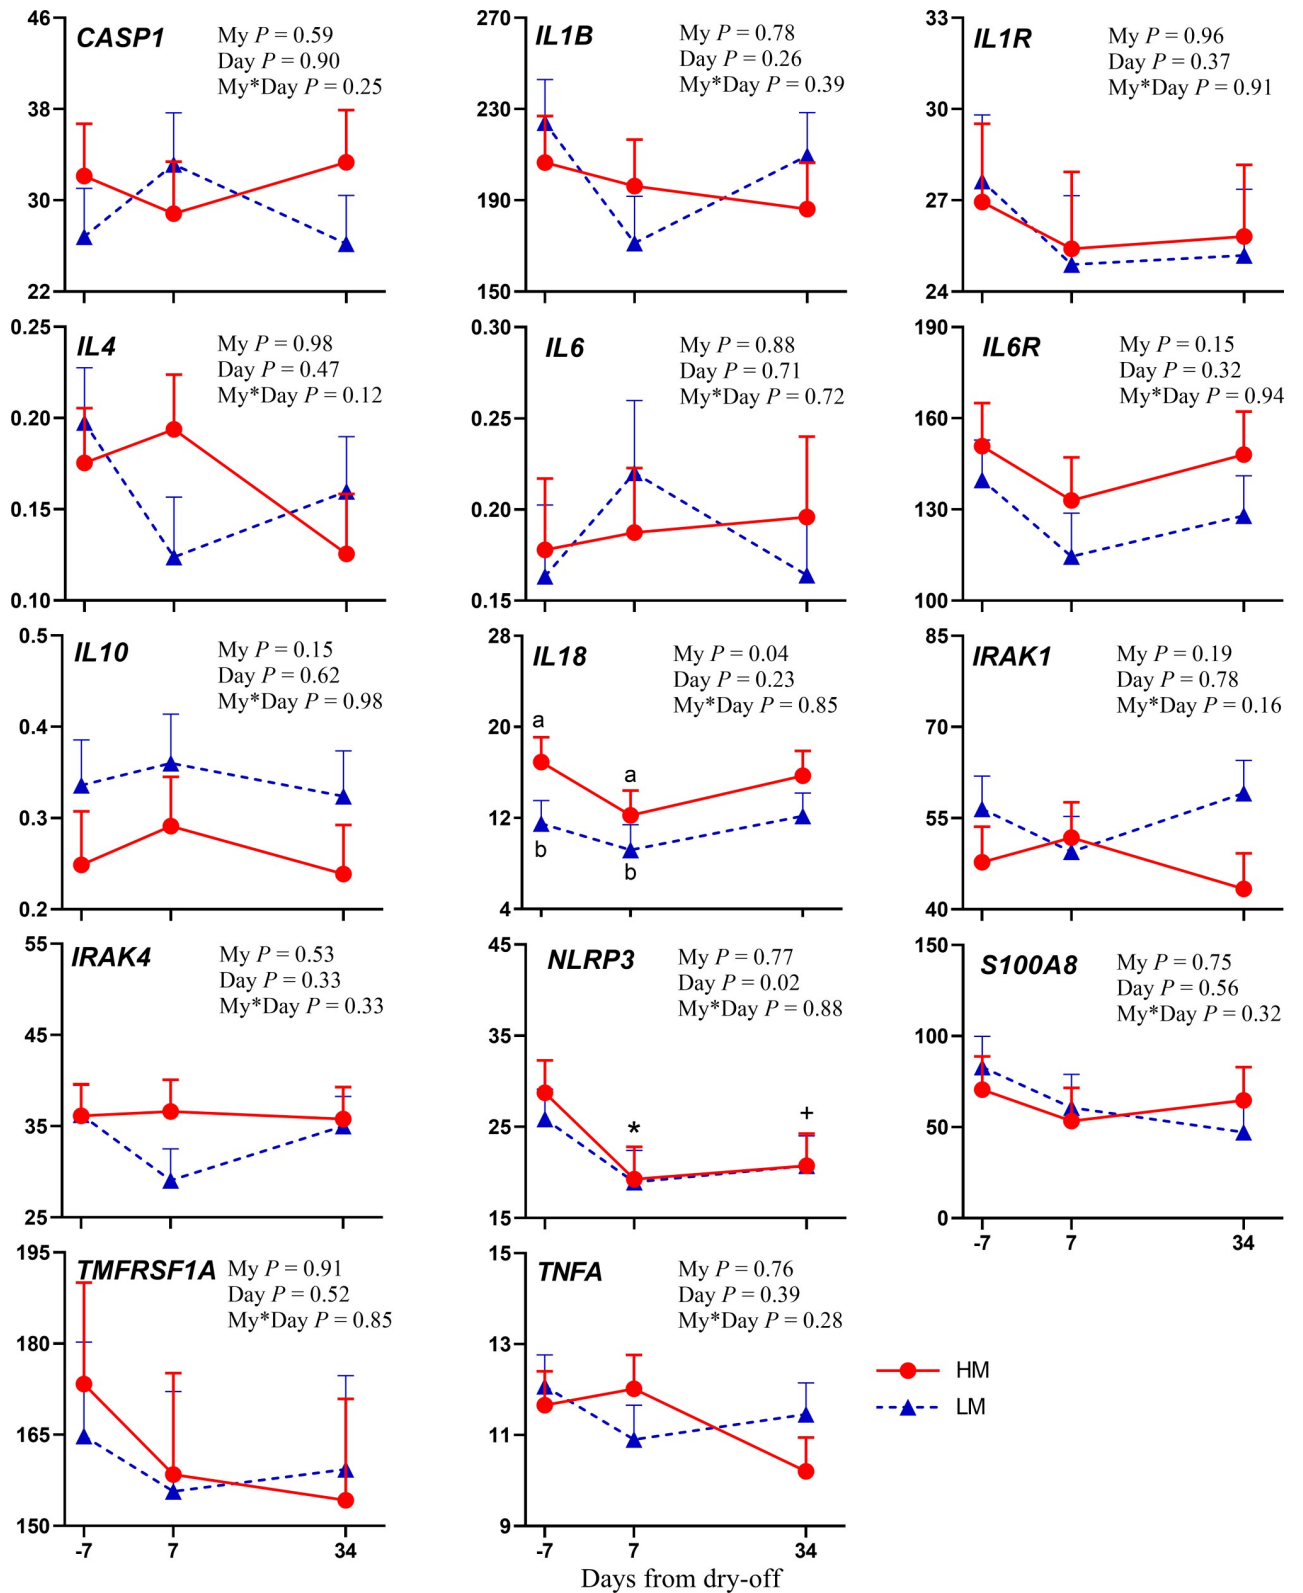 CASP1
My P = 0.59
Day P = 0.90
My*Day P = 0.25
46
38
30
22
IL1B
My P = 0.78
Day P = 0.26
My*Day P = 0.39
270
230
190
150
IL1R
My P = 0.96
Day P = 0.37
My*Day P = 0.91
33
30
27
24
IL4
My P = 0.98
Day P = 0.47
My*Day P = 0.12
0.25
0.20
0.15
0.10
IL6
My P = 0.88
Day P = 0.71
My*Day P = 0.72
0.30
0.25
0.20
0.15
IL6R
My P = 0.15
Day P = 0.32
My*Day P = 0.94
190
160
130
100
IL10
My P = 0.15
Day P = 0.62
My*Day P = 0.98
0.5
0.4
0.3
0.2
IL18
My P = 0.04
Day P = 0.23
My*Day P = 0.85
28
20
12
4
a
a
b
b
IRAK1
My P = 0.19
Day P = 0.78
My*Day P = 0.16
85
70
55
40
IRAK4
My P = 0.53
Day P = 0.33
My*Day P = 0.33
55
45
35
25
NLRP3
My P = 0.77
Day P = 0.02
My*Day P = 0.88
45
35
25
15
*
+
S100A8
My P = 0.75
Day P = 0.56
My*Day P = 0.32
150
100
50
0
-7 7 34
TMFRSF1A
My P = 0.91
Day P = 0.52
My*Day P = 0.85
195
180
165
150
-7 7 34
TNFA
My P = 0.76
Day P = 0.39
My*Day P = 0.28
15
13
11
9
-7 7 34
HM
LM
Days from dry-off